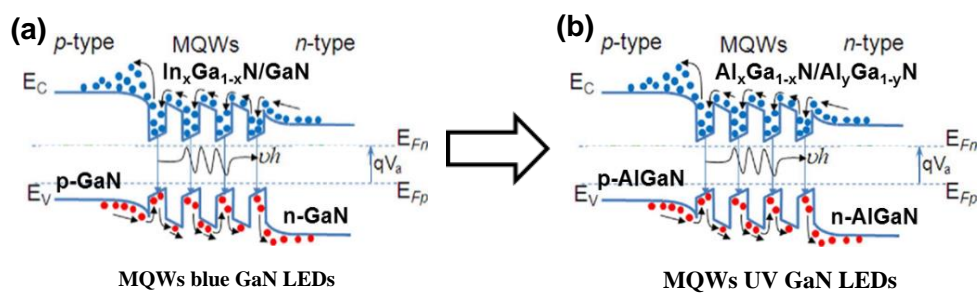 (a)
p-type
MQWs
n-type
InxGa1-xN/GaN
EC
EFn
υh
qVa
p-GaN
EV
EFp
n-GaN
MQWs blue GaN LEDs
(b)
p-type
MQWs
n-type
AlxGa1-xN/AlyGa1-yN
EC
EFn
υh
qVa
p-AlGaN
EV
EFp
n-AlGaN
MQWs UV GaN LEDs